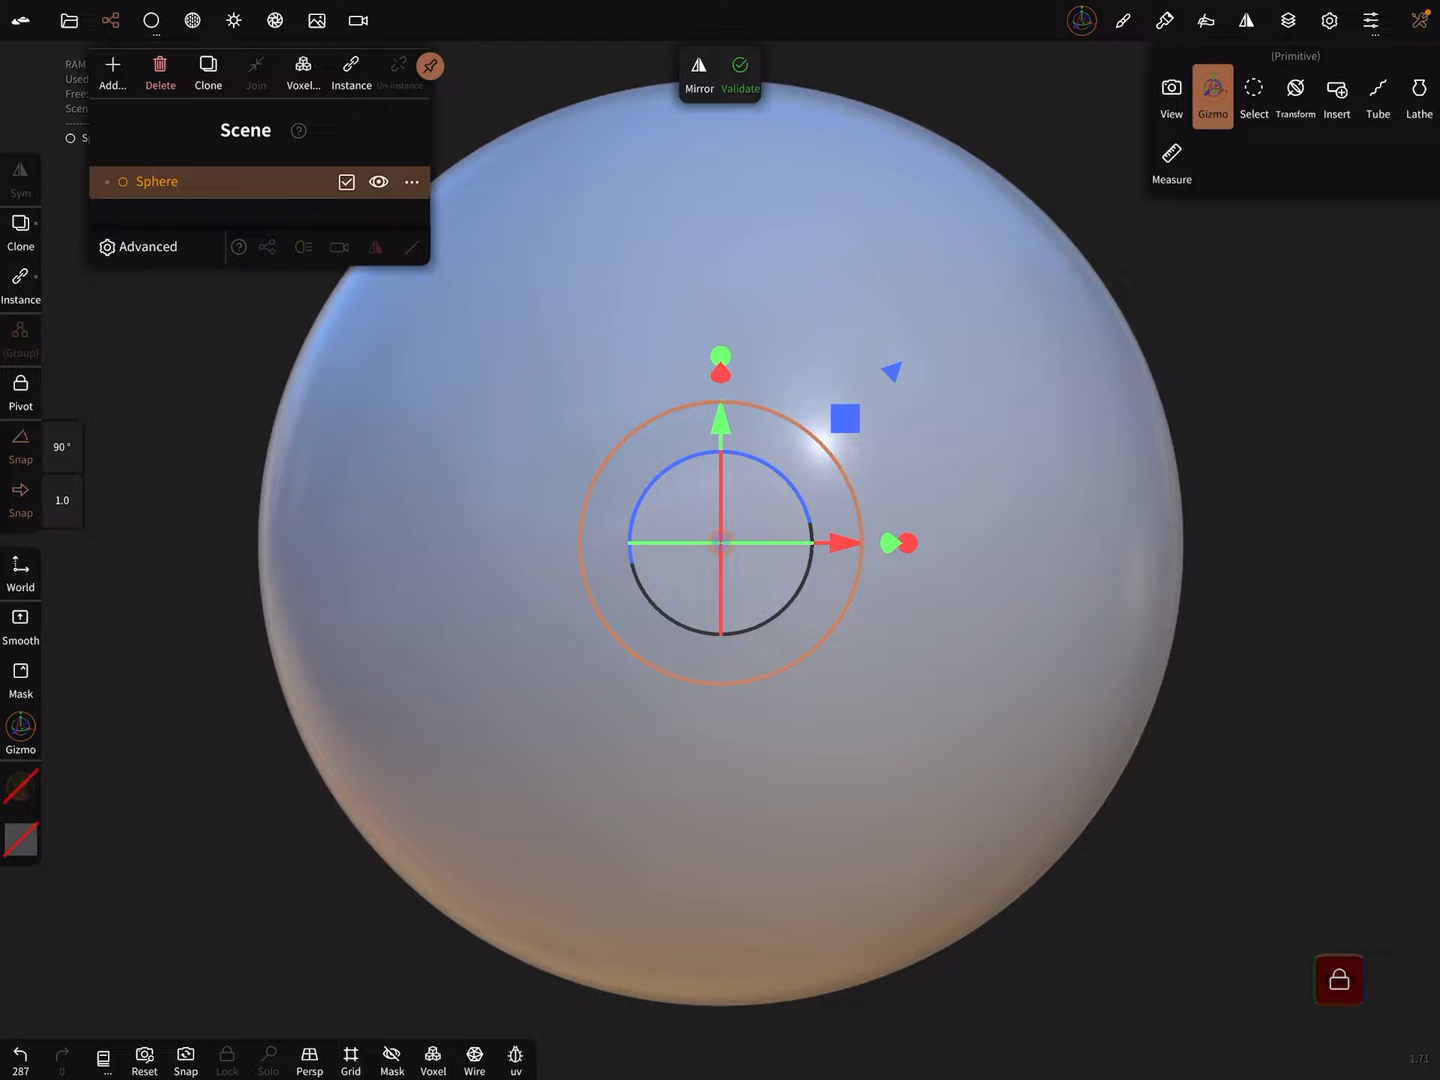 RAM
Used
Free:
Scen
Sp
Add...
Delete
Clone
Join
Voxel...
Instance
Un-instance
Scene
Sphere
Advanced
Mirror
Validate
(Primitive)
View
Gizmo
Select
Transform
Insert
Tube
Lathe
Measure
Sym
Clone
Instance
(Group)
Pivot
Snap
90°
Snap
1.0
World
Smooth
Mask
Gizmo
287
0
...
Reset
Snap
Lock
Solo
Persp
Grid
Mask
Voxel
Wire
uv
1.71